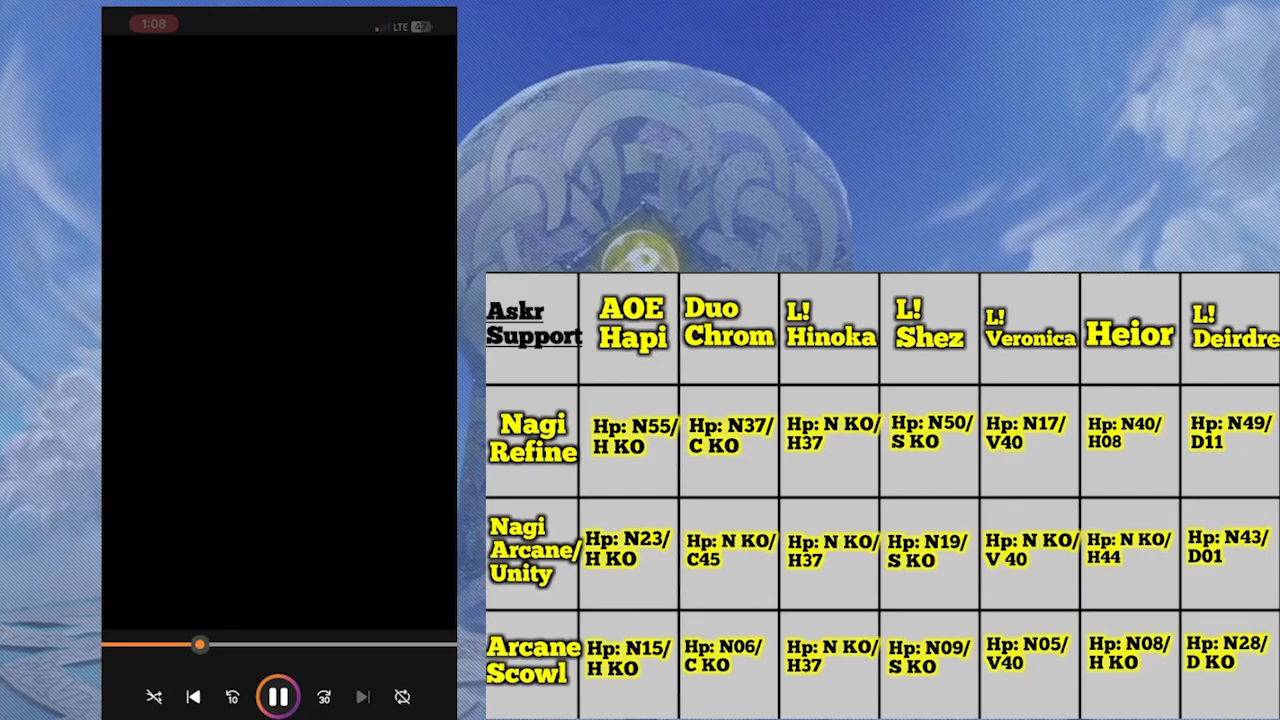 1:08
LTE 47
Askr
Support
AOE
Hapi
Duo
Chrom
L!
Hinoka
L!
Shez
L!
Veronica
Heior
L!
Deirdre
Nagi
Refine
Hp: N55/
H KO
Hp: N37/
C KO
Hp: N KO/
H37
Hp: N50/
S KO
Hp: N17/
V40
Hp: N40/
H08
Hp: N49/
D11
Nagi
Arcane/
Unity
Hp: N23/
H KO
Hp: N KO/
C45
Hp: N KO/
H37
Hp: N19/
S KO
Hp: N KO/
V 40
Hp: N KO/
H44
Hp: N43/
D01
Arcane
Scowl
Hp: N15/
H KO
Hp: N06/
C KO
Hp: N KO/
H37
Hp: N09/
S KO
Hp: N05/
V40
Hp: N08/
H KO
Hp: N28/
D KO
10
30